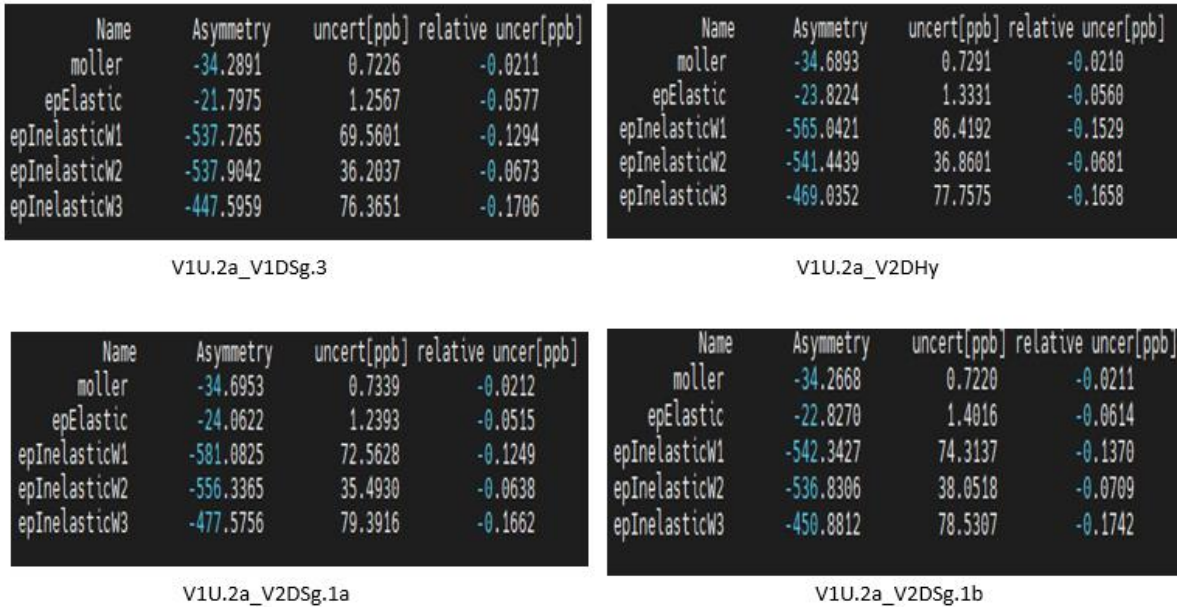 Name Asymmetry uncert[ppb] relative uncer[ppb]
moller -34.2891 0.7226 -0.0211
epElastic -21.7975 1.2567 -0.0577
epInelasticW1 -537.7265 69.5601 -0.1294
epInelasticW2 -537.9042 36.2037 -0.0673
epInelasticW3 -447.5959 76.3651 -0.1706
V1U.2a_V1DSg.3
Name Asymmetry uncert[ppb] relative uncer[ppb]
moller -34.6893 0.7291 -0.0210
epElastic -23.8224 1.3331 -0.0560
epInelasticW1 -565.0421 86.4192 -0.1529
epInelasticW2 -541.4439 36.8601 -0.0681
epInelasticW3 -469.0352 77.7575 -0.1658
V1U.2a_V2DHy
Name Asymmetry uncert[ppb] relative uncer[ppb]
moller -34.6953 0.7339 -0.0212
epElastic -24.0622 1.2393 -0.0515
epInelasticW1 -581.0825 72.5628 -0.1249
epInelasticW2 -556.3365 35.4930 -0.0638
epInelasticW3 -477.5756 79.3916 -0.1662
V1U.2a_V2DSg.1a
Name Asymmetry uncert[ppb] relative uncer[ppb]
moller -34.2668 0.7220 -0.0211
epElastic -22.8270 1.4016 -0.0614
epInelasticW1 -542.3427 74.3137 -0.1370
epInelasticW2 -536.8306 38.0518 -0.0709
epInelasticW3 -450.8812 78.5307 -0.1742
V1U.2a_V2DSg.1b